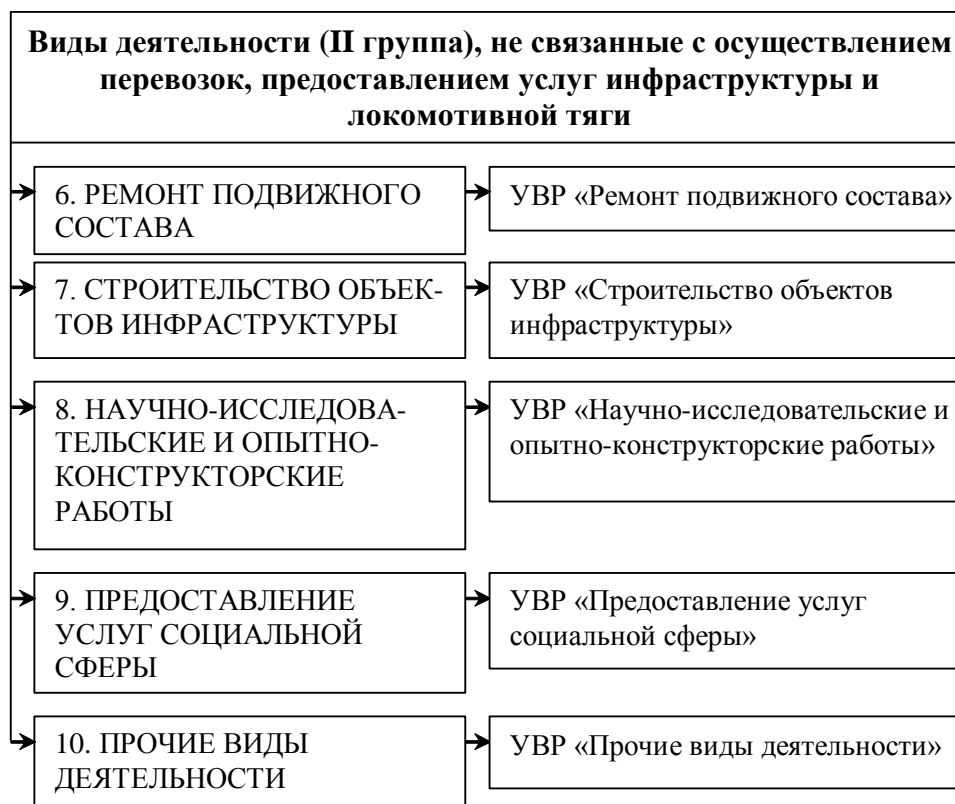 Виды деятельности (II группа), не связанные с осуществлением
перевозок, предоставлением услуг инфраструктуры и
локомотивной тяги
6. РЕМОНТ ПОДВИЖНОГО
СОСТАВА
УВР «Ремонт подвижного состава»
7. СТРОИТЕЛЬСТВО ОБЪЕК-
ТОВ ИНФРАСТРУКТУРЫ
УВР «Строительство объектов
инфраструктуры»
8. НАУЧНО-ИССЛЕДОВА-
ТЕЛЬСКИЕ И ОПЫТНО-
КОНСТРУКТОРСКИЕ
РАБОТЫ
УВР «Научно-исследовательские и
опытно-конструкторские работы»
9. ПРЕДОСТАВЛЕНИЕ
УСЛУГ СОЦИАЛЬНОЙ
СФЕРЫ
УВР «Предоставление услуг
социальной сферы»
10. ПРОЧИЕ ВИДЫ
ДЕЯТЕЛЬНОСТИ
УВР «Прочие виды деятельности»